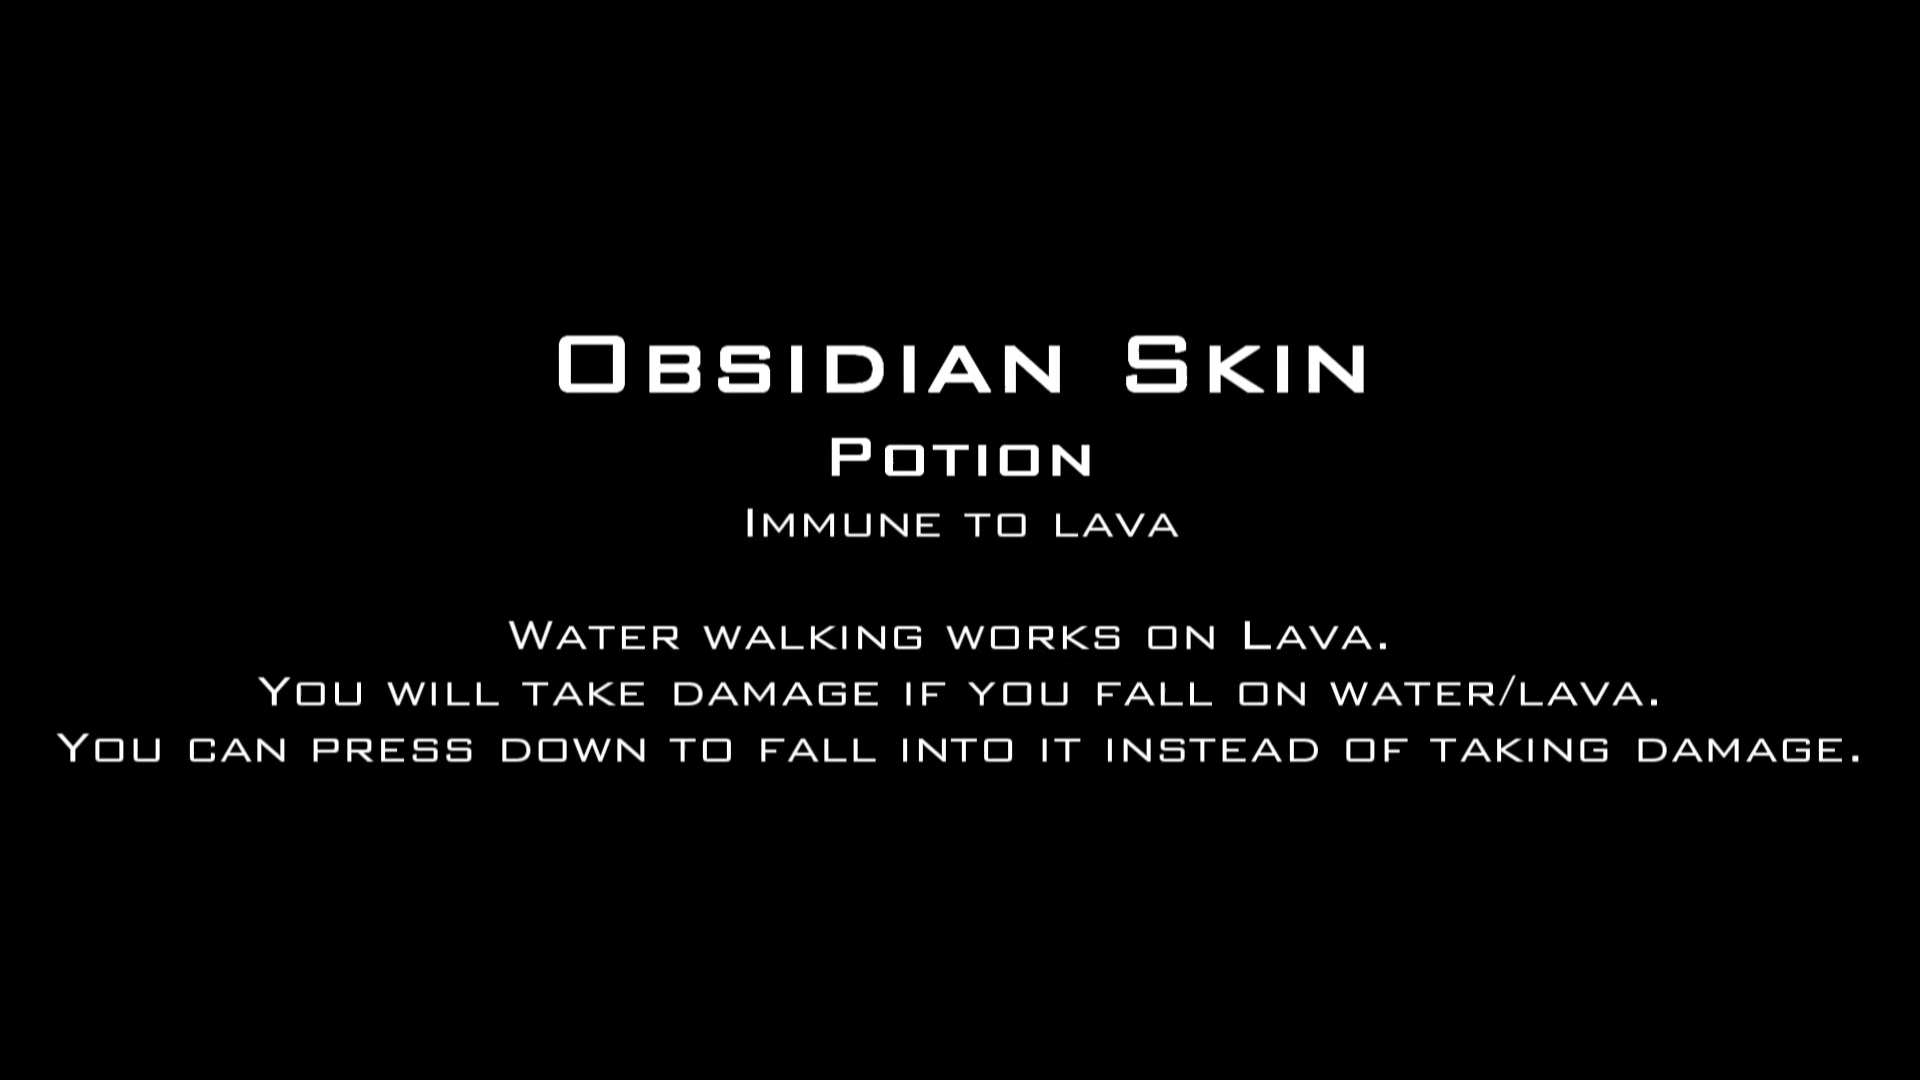 Obsidian Skin
Potion
Immune to lava
Water walking works on Lava.
You will take damage if you fall on water/lava.
You can press down to fall into it instead of taking damage.